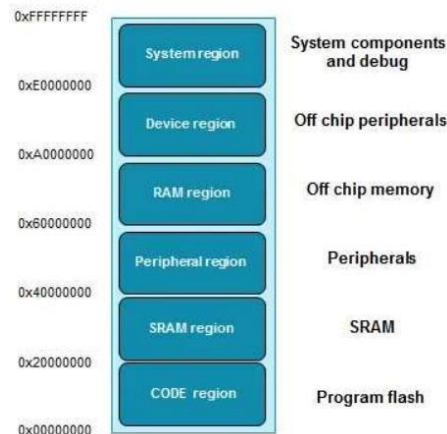 0xFFFFFFFF
System region
System components
and debug
0xE0000000
Device region
Off chip peripherals
0xA0000000
RAM region
Off chip memory
0x60000000
Peripheral region
Peripherals
0x40000000
SRAM region
SRAM
0x20000000
CODE region
Program flash
0x00000000